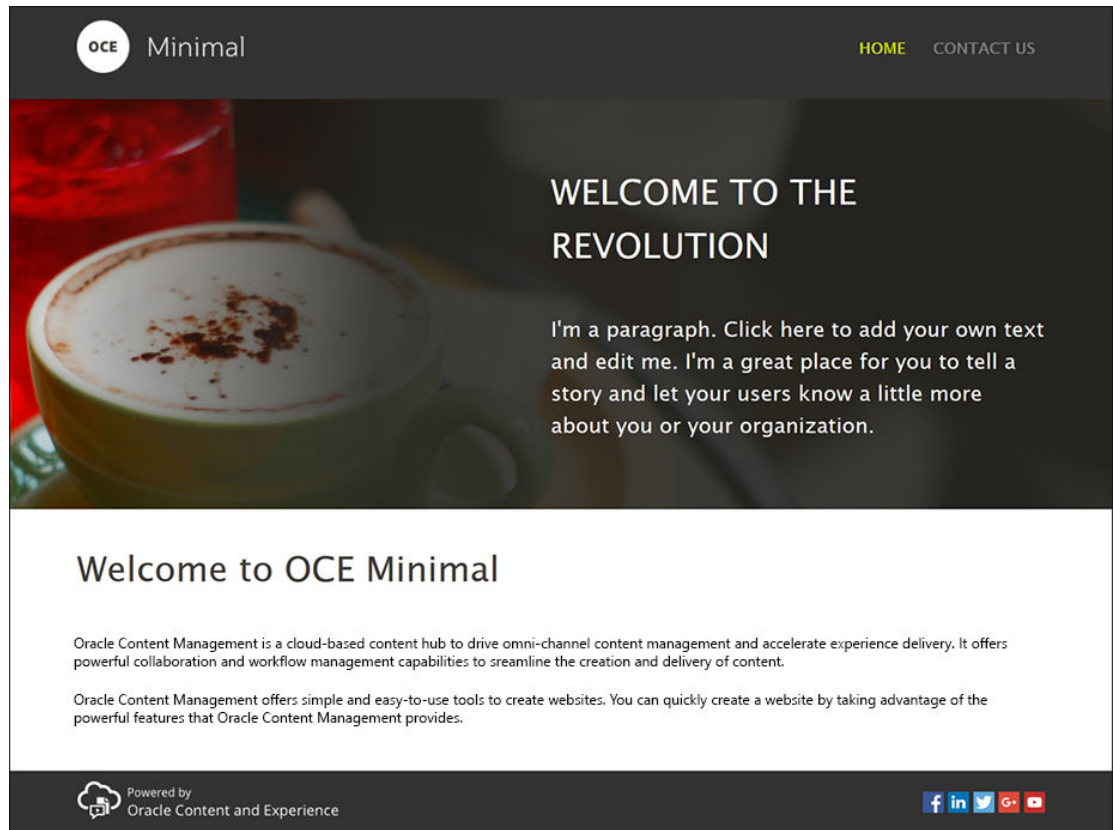 OCE Minimal
HOME CONTACT US
WELCOME TO THE
REVOLUTION
I'm a paragraph. Click here to add your own text
and edit me. I'm a great place for you to tell a
story and let your users know a little more
about you or your organization.
Welcome to OCE Minimal
Oracle Content Management is a cloud-based content hub to drive omni-channel content management and accelerate experience delivery. It offers
powerful collaboration and workflow management capabilities to sreamline the creation and delivery of content.
Oracle Content Management offers simple and easy-to-use tools to create websites. You can quickly create a website by taking advantage of the
powerful features that Oracle Content Management provides.
Powered by
Oracle Content and Experience
f in G+